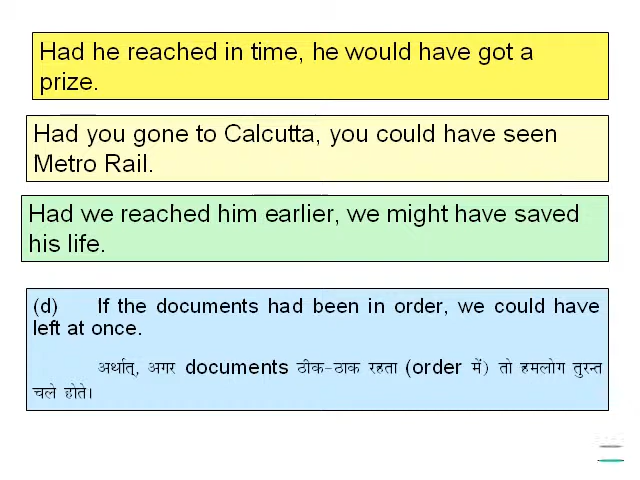 Had he reached in time, he would have got a
prize.
Had you gone to Calcutta, you could have seen
Metro Rail.
Had we reached him earlier, we might have saved
his life.
(d) If the documents had been in order, we could have
left at once.
अर्थात्, अगर documents ठीक-ठाक रहता (order में) तो हमलोग तुरन्त
चले होते।